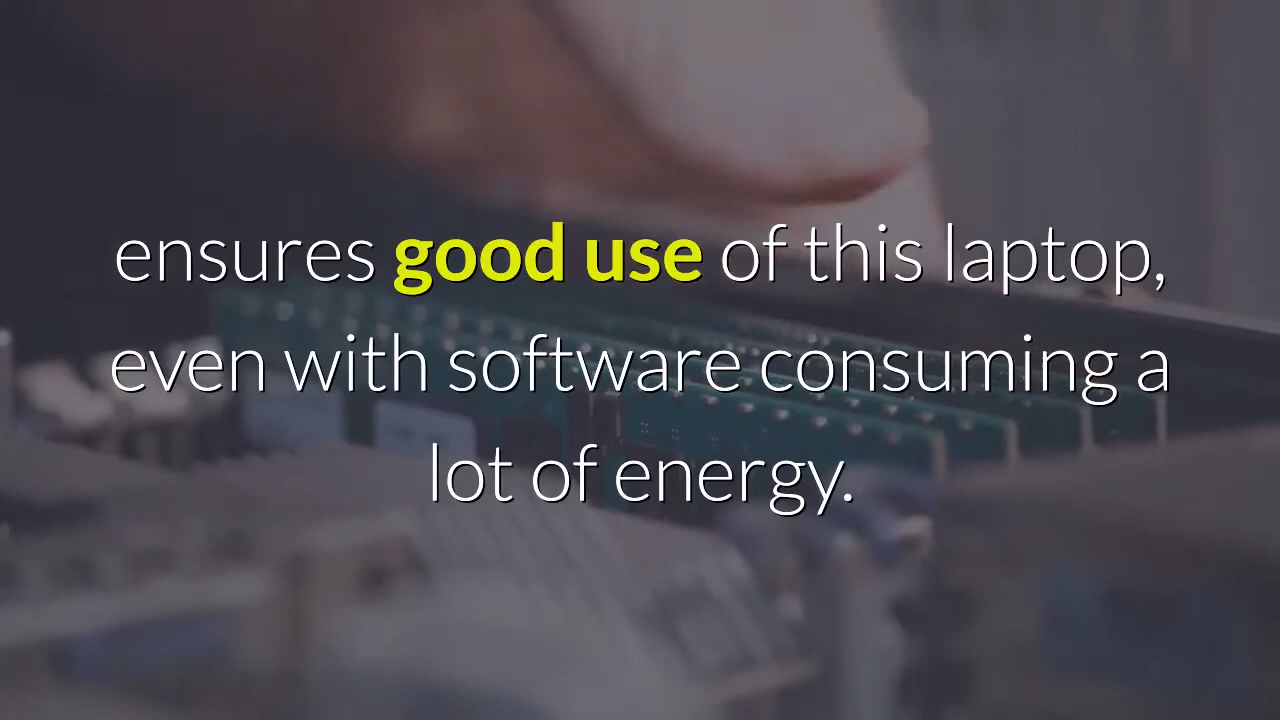 ensures good use of this laptop,
even with software consuming a
lot of energy.